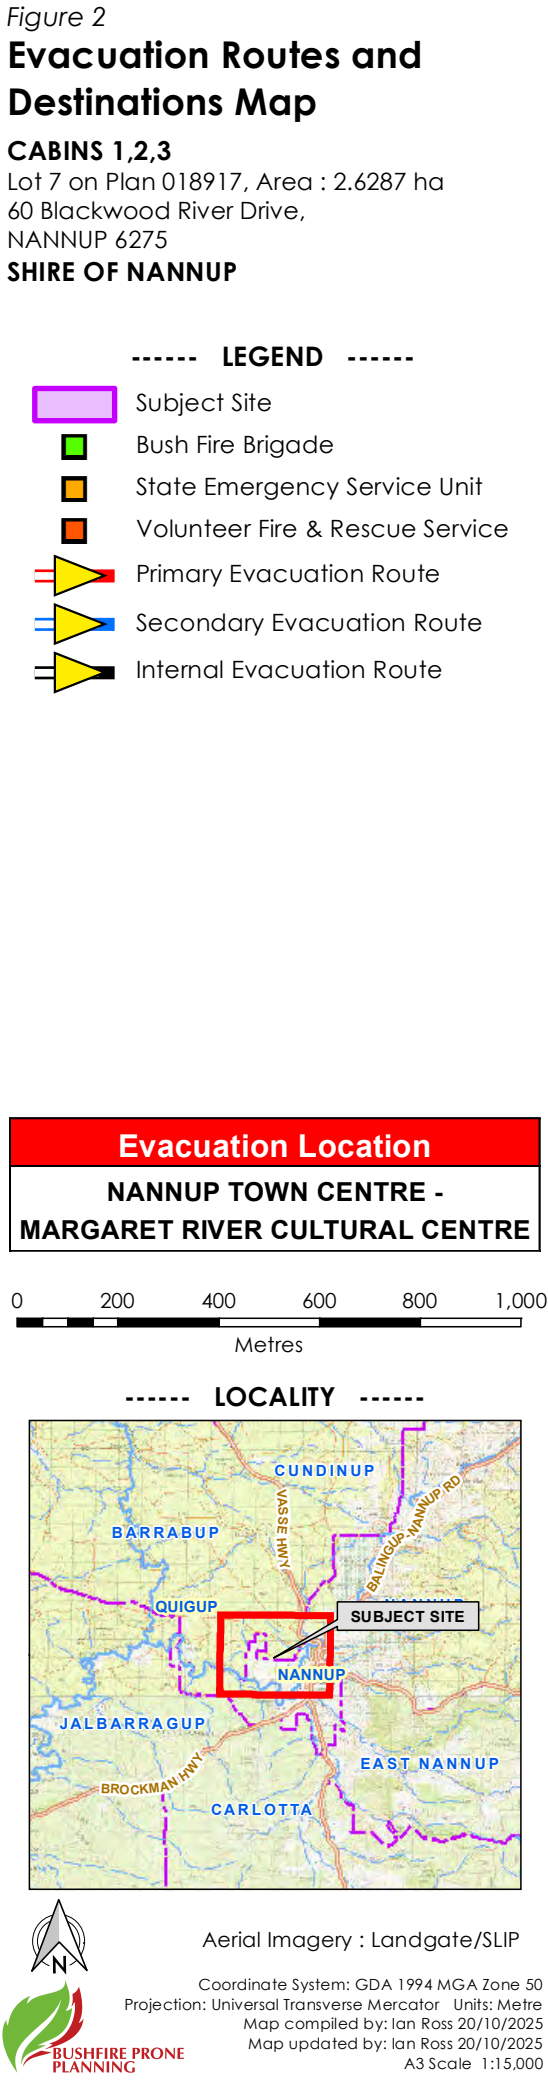 Figure 2
Evacuation Routes and
Destinations Map
CABINS 1,2,3
Lot 7 on Plan 018917, Area : 2.6287 ha
60 Blackwood River Drive,
NANNUP 6275
SHIRE OF NANNUP
------ LEGEND ------
Subject Site
Bush Fire Brigade
State Emergency Service Unit
Volunteer Fire & Rescue Service
Primary Evacuation Route
Secondary Evacuation Route
Internal Evacuation Route
Evacuation Location
NANNUP TOWN CENTRE -
MARGARET RIVER CULTURAL CENTRE
0 200 400 600 800 1,000
Metres
------ LOCALITY ------
CUNDINUP
VASSE HWY
BALINGUP-NANNUP RD
BARRABUP
NANNUP
QUIGUP
SUBJECT SITE
NANNUP
JALBARRAGUP
EAST NANNUP
BROCKMAN HWY
CARLOTTA
N
Aerial Imagery : Landgate/SLIP
Coordinate System: GDA 1994 MGA Zone 50
Projection: Universal Transverse Mercator Units: Metre
Map compiled by: Ian Ross 20/10/2025
Map updated by: Ian Ross 20/10/2025
A3 Scale 1:15,000
BUSHFIRE PRONE
PLANNING